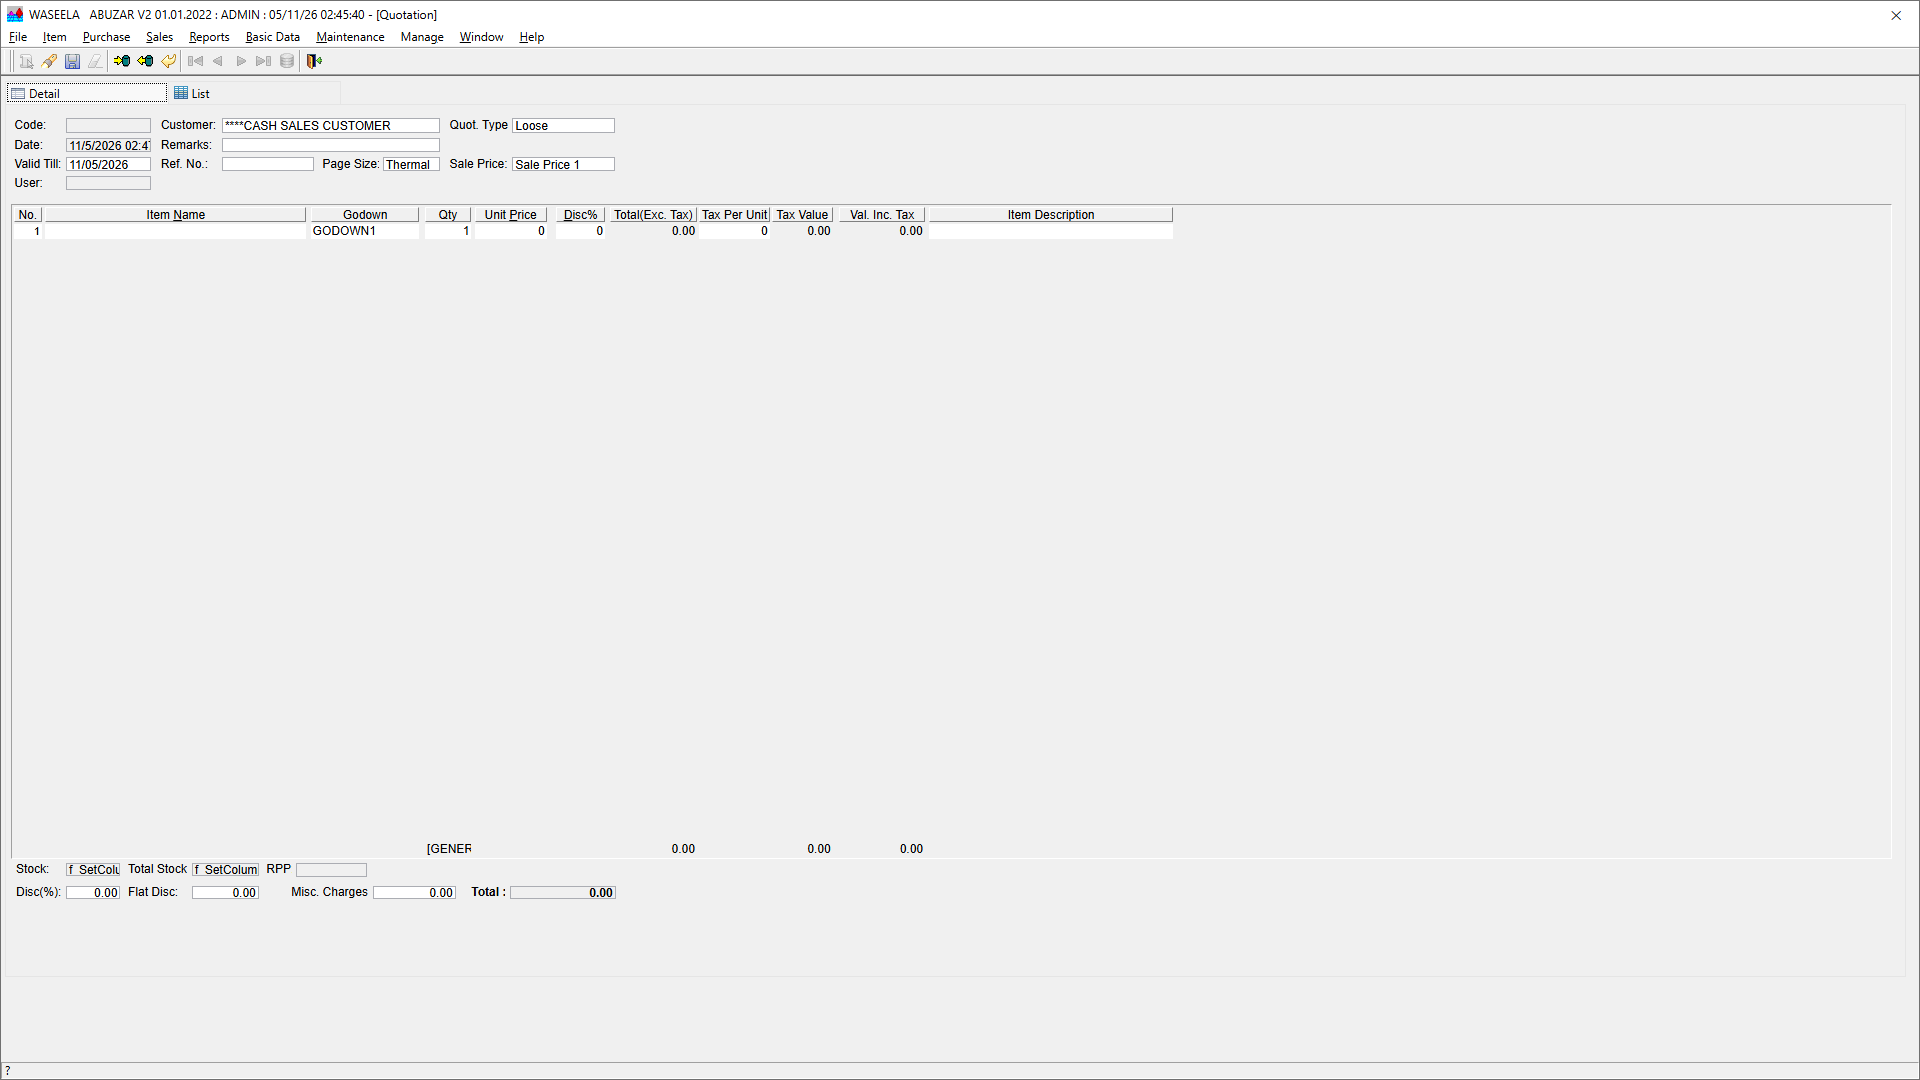 WASEELA ABUZAR V2 01.01.2022 : ADMIN : 05/11/26 02:45:40 - [Quotation]
File Item Purchase Sales Reports Basic Data Maintenance Manage Window Help
Detail List
Code: Customer: ****CASH SALES CUSTOMER Quot. Type Loose
Date: 11/5/2026 02:47 Remarks:
Valid Till: 11/05/2026 Ref. No.: Page Size: Thermal Sale Price: Sale Price 1
User:
No. Item Name Godown Qty Unit Price Disc% Total(Exc. Tax) Tax Per Unit Tax Value Val. Inc. Tax Item Description
1 GODOWN1 1 0 0 0.00 0 0.00 0.00
[GENER 0.00 0.00 0.00
Stock: f_SetColu Total Stock f_SetColum RPP
Disc(%): 0.00 Flat Disc: 0.00 Misc. Charges 0.00 Total : 0.00
?